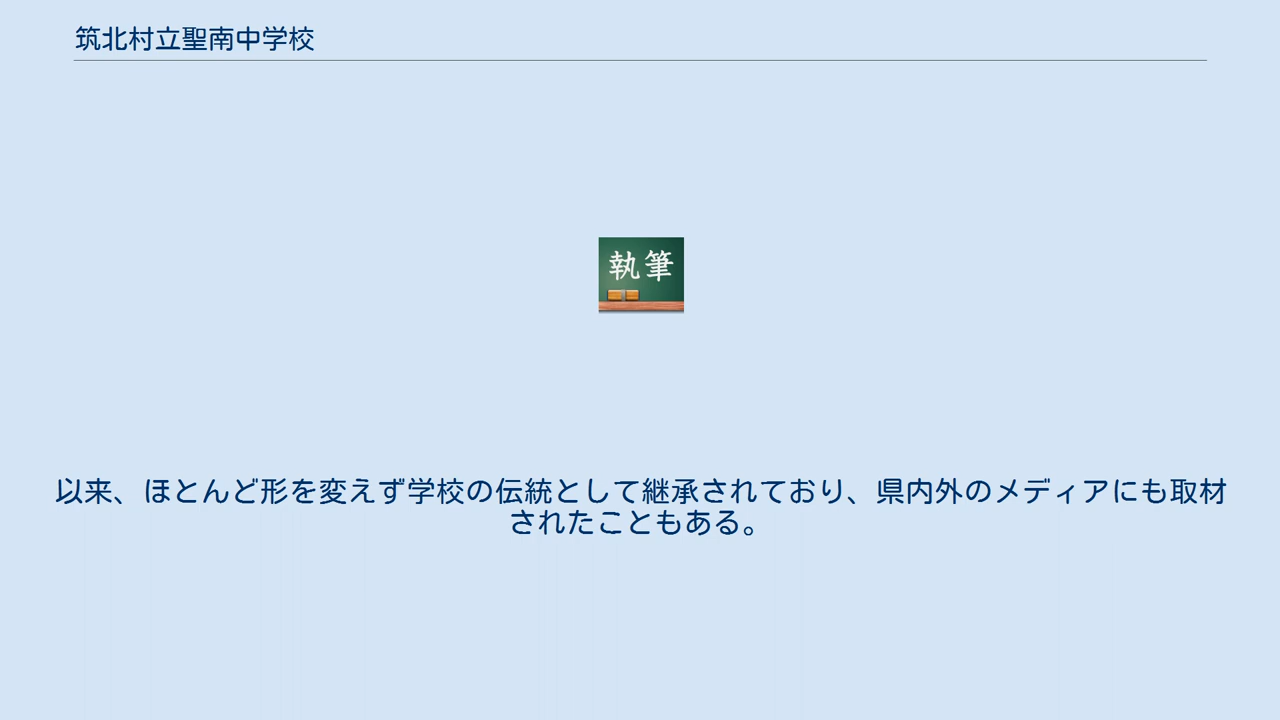 筑北村立聖南中学校
執筆
以来、ほとんど形を変えず学校の伝統として継承されており、県内外のメディアにも取材
されたこともある。